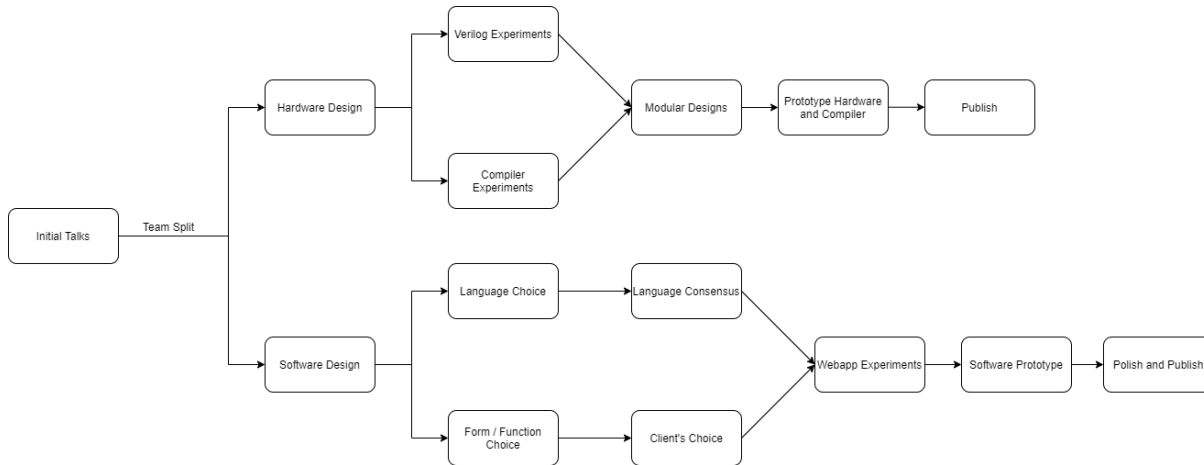 Verilog Experiments
Hardware Design
Modular Designs
Prototype Hardware
and Compiler
Publish
Compiler
Experiments
Initial Talks
Team Split
Language Choice
Language Consensus
Software Design
Webapp Experiments
Software Prototype
Polish and Publish
Form / Function
Choice
Client's Choice